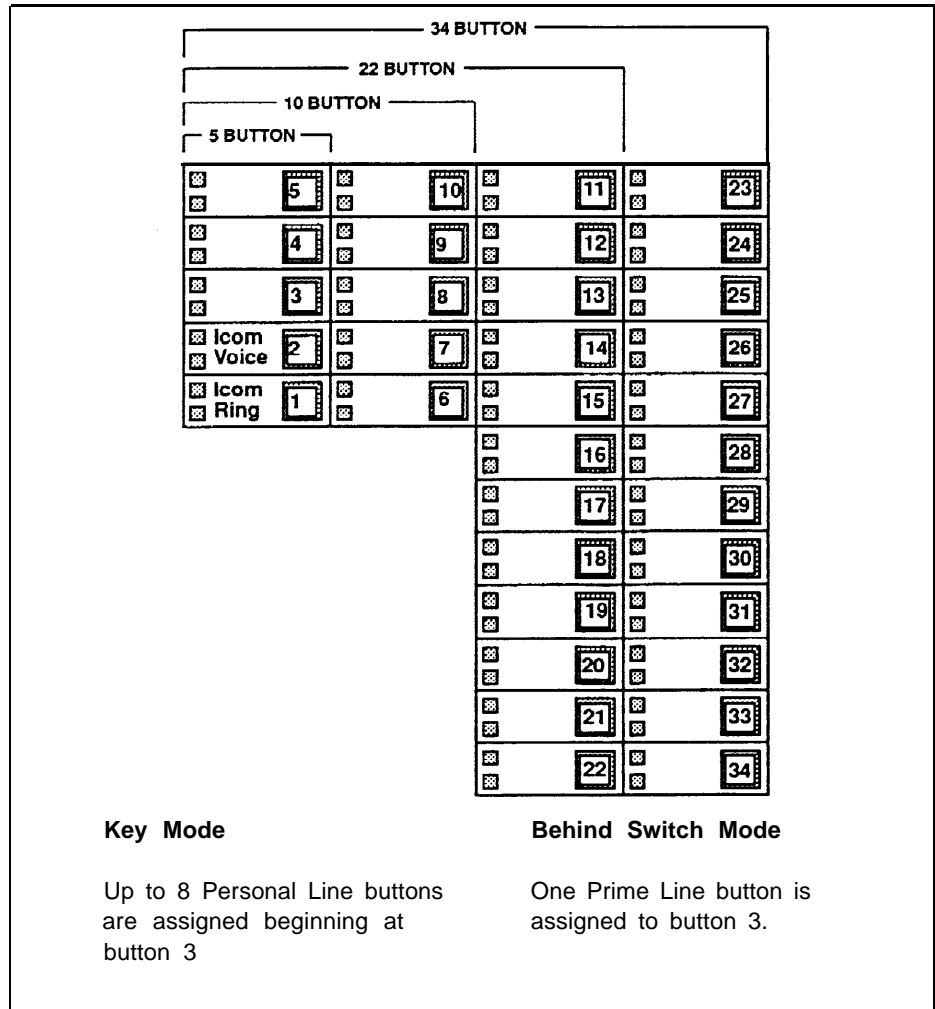 34 BUTTON
22 BUTTON
10 BUTTON
5 BUTTON
5 10 11 23
4 9 12 24
3 8 13 25
Icom Voice 2 7 14 26
Icom Ring 1 6 15 27
16 28
17 29
18 30
19 31
20 32
21 33
22 34
Key Mode
Up to 8 Personal Line buttons
are assigned beginning at
button 3
Behind Switch Mode
One Prime Line button is
assigned to button 3.